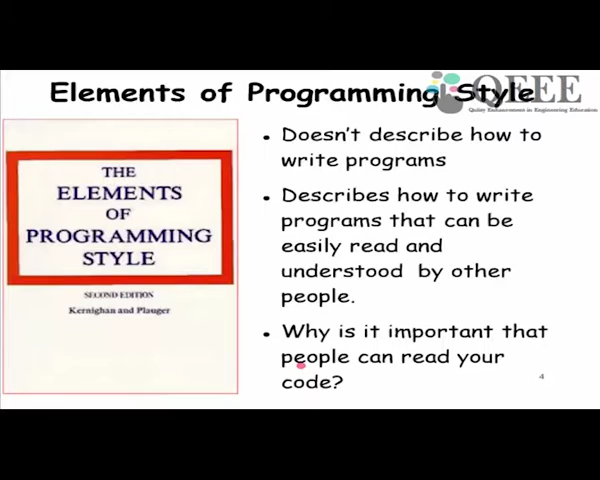 Elements of Programming Style
QEEE
Quality Enhancement in Engineering Education
THE
ELEMENTS
OF
PROGRAMMING
STYLE
SECOND EDITION
Kernighan and Plauger
• Doesn't describe how to
write programs
• Describes how to write
programs that can be
easily read and
understood by other
people.
• Why is it important that
people can read your
code?
4